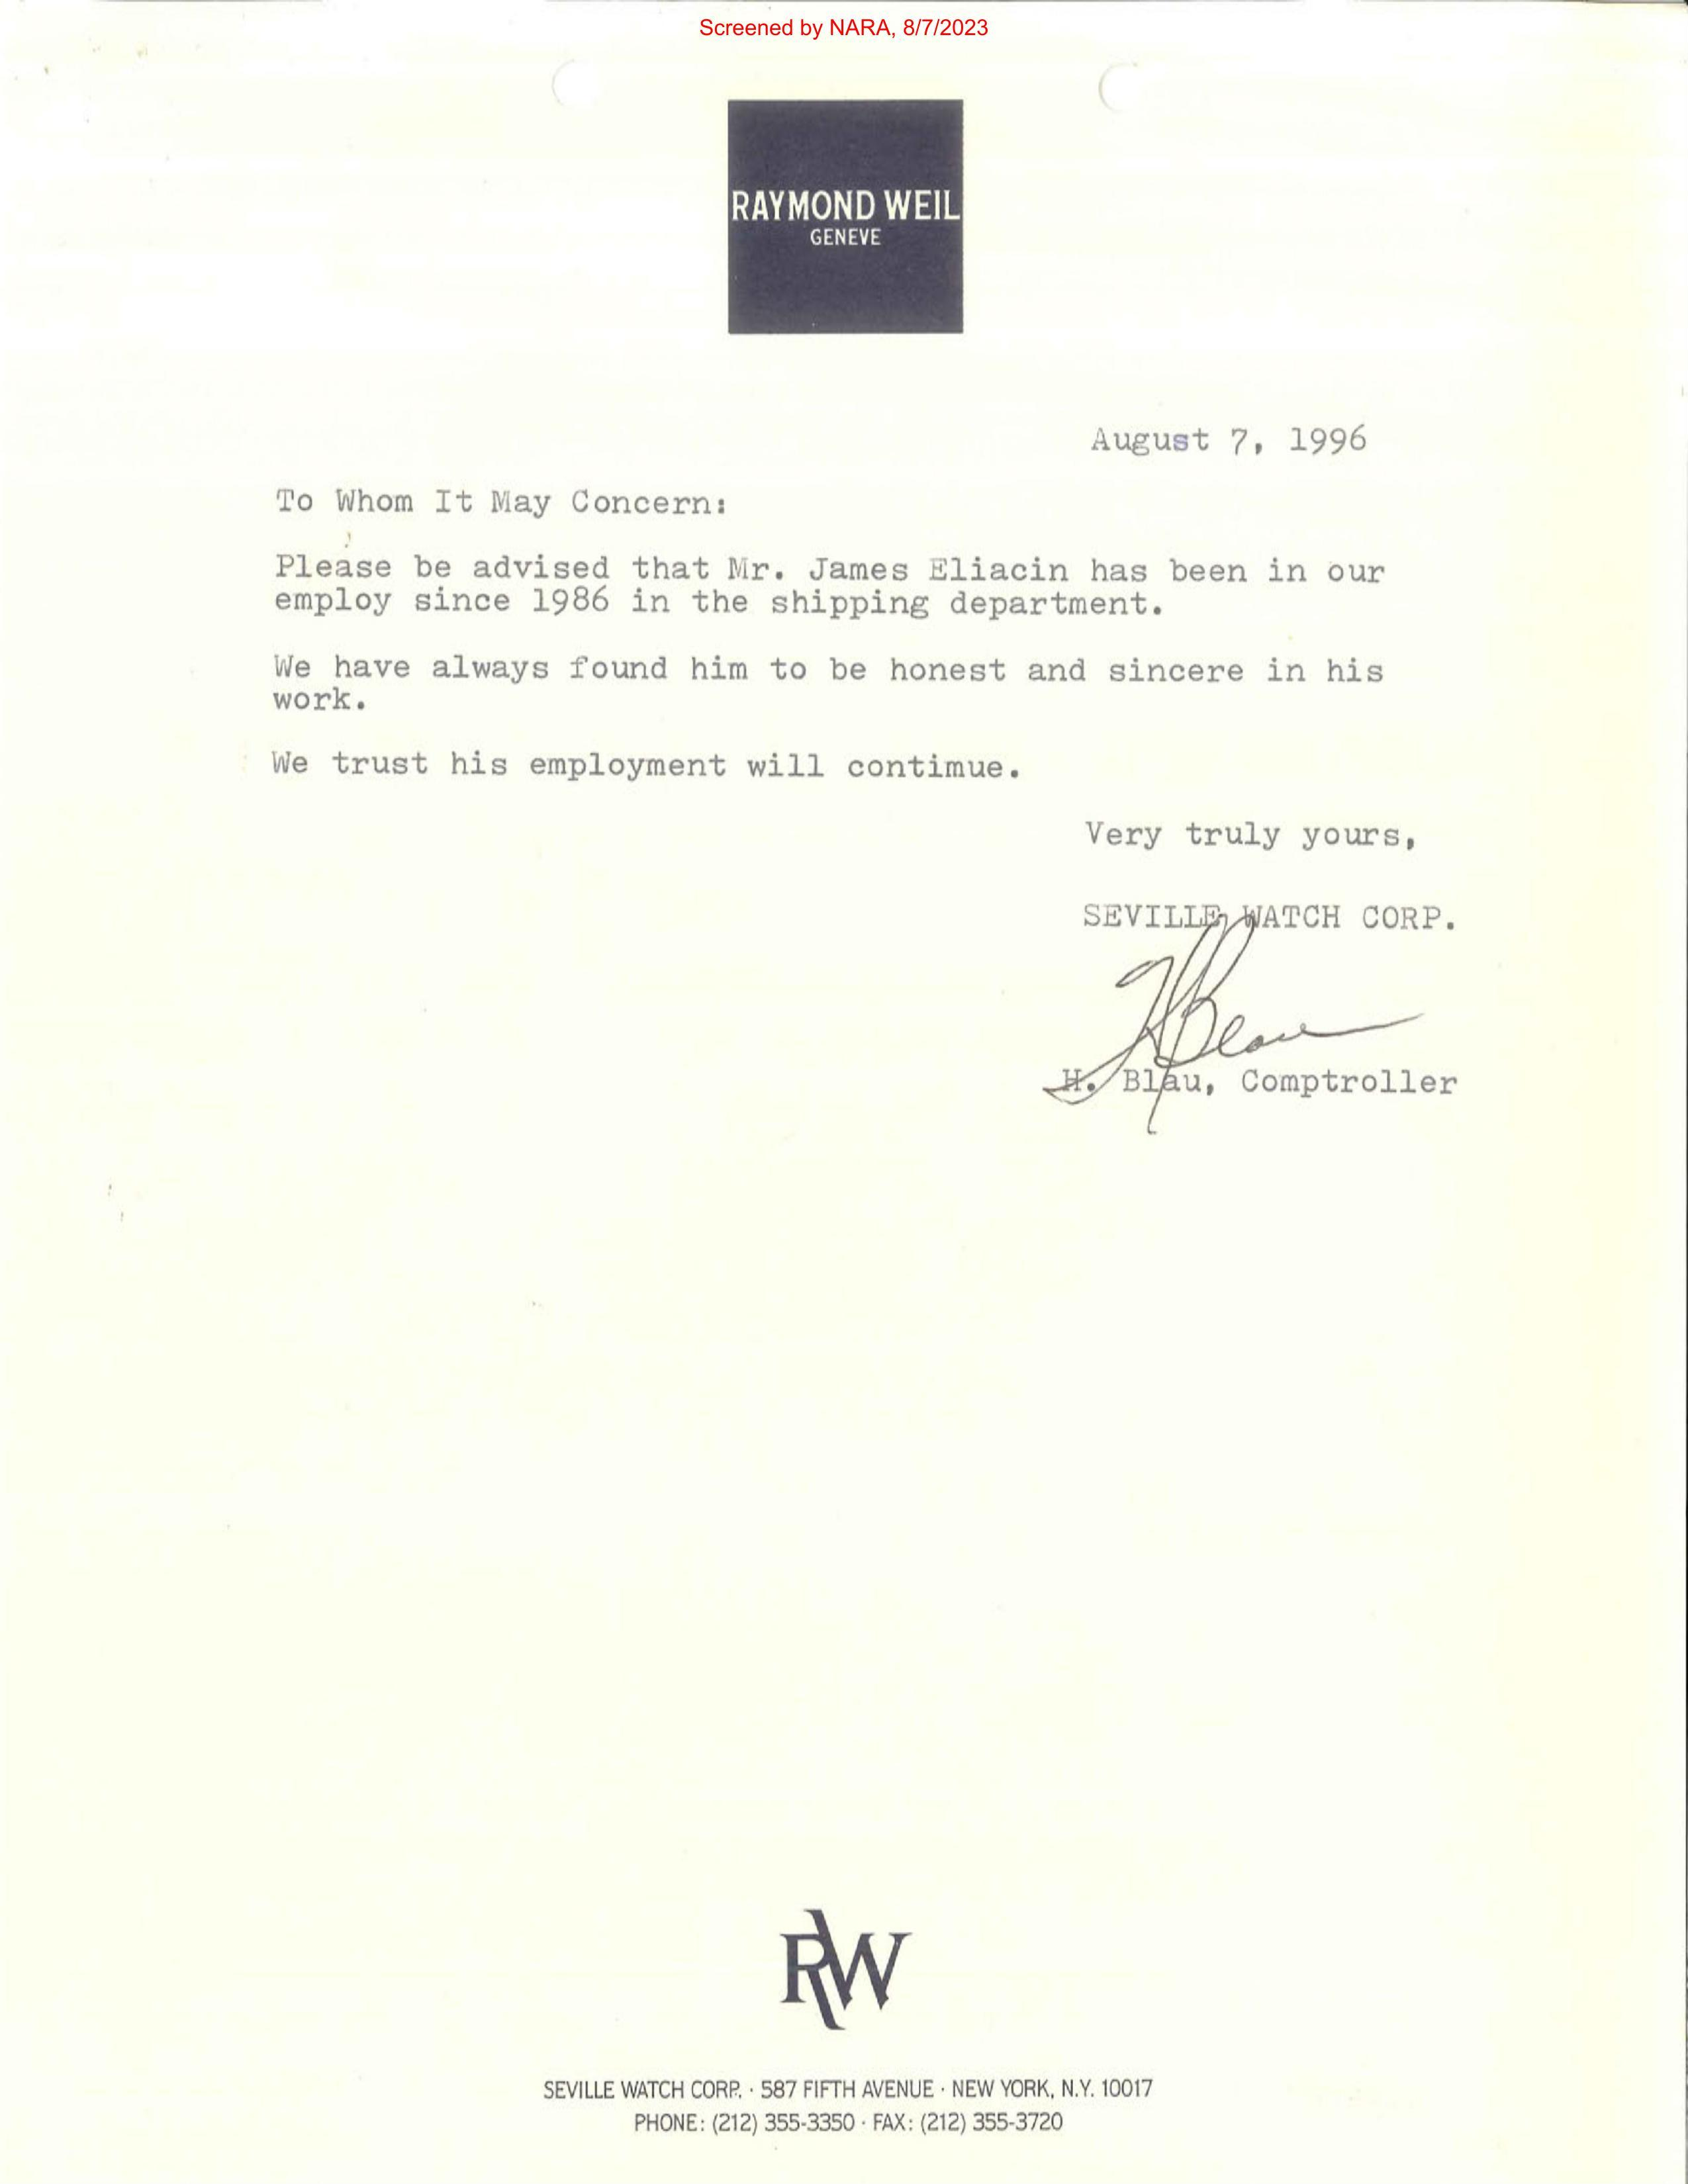 Screened by NARA, 8/7/2023
RAYMOND WEIL
GENEVE
August 7, 1996
To Whom It May Concern:
Please be advised that Mr. James Eliacin has been in our
employ since 1986 in the shipping department.
We have always found him to be honest and sincere in his
work.
We trust his employment will contimue.
Very truly yours,
SEVILLE WATCH CORP.
H Blau
H. Blau, Comptroller
RW
SEVILLE WATCH CORP. · 587 FIFTH AVENUE · NEW YORK, N.Y. 10017
PHONE: (212) 355-3350 · FAX: (212) 355-3720